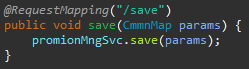 @RequestMapping("/save")
public void save(CmmnMap params) {
    promionMngSvc.save(params);
}